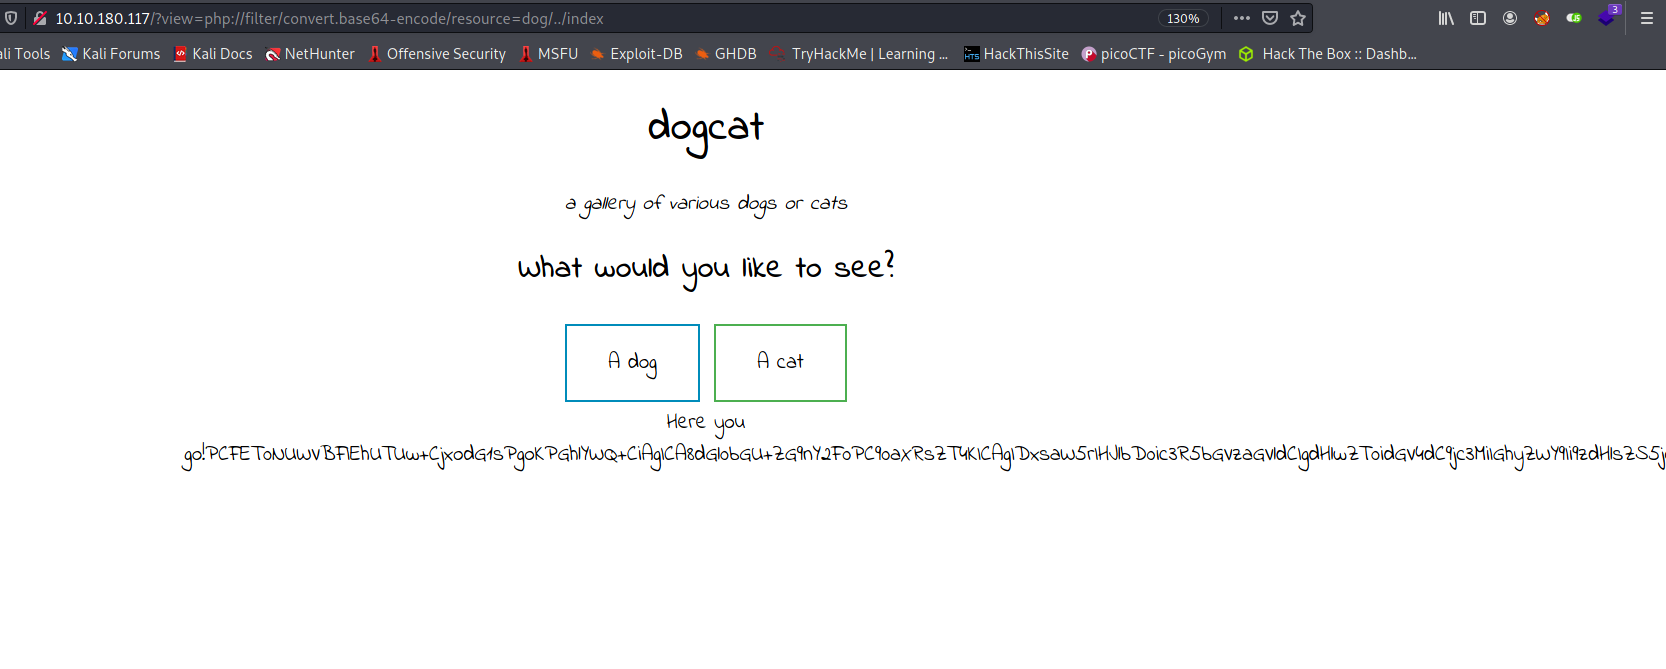 10.10.180.117/?view=php://filter/convert.base64-encode/resource=dog/../index
130%
3
ali Tools
Kali Forums
Kali Docs
NetHunter
Offensive Security
MSFU
Exploit-DB
GHDB
TryHackMe | Learning ...
HackThisSite
picoCTF - picoGym
Hack The Box :: Dashb...
dogcat
a gallery of various dogs or cats
What would you like to see?
A dog
A cat
Here you
go!PCFET0NUWVBFIEhUTUw+CjxodG1sPgoKPGhlYWQ+CiAgICA8dGl0bGU+ZG9nY2F0PC90aXRsZT4KICAgIDxsaW5rIHJlbD0ic3R5bGVzaGVldCIgdHlwZT0idGV4dC9jc3MiIGhyZWY9Ii9zdHlsZS5j